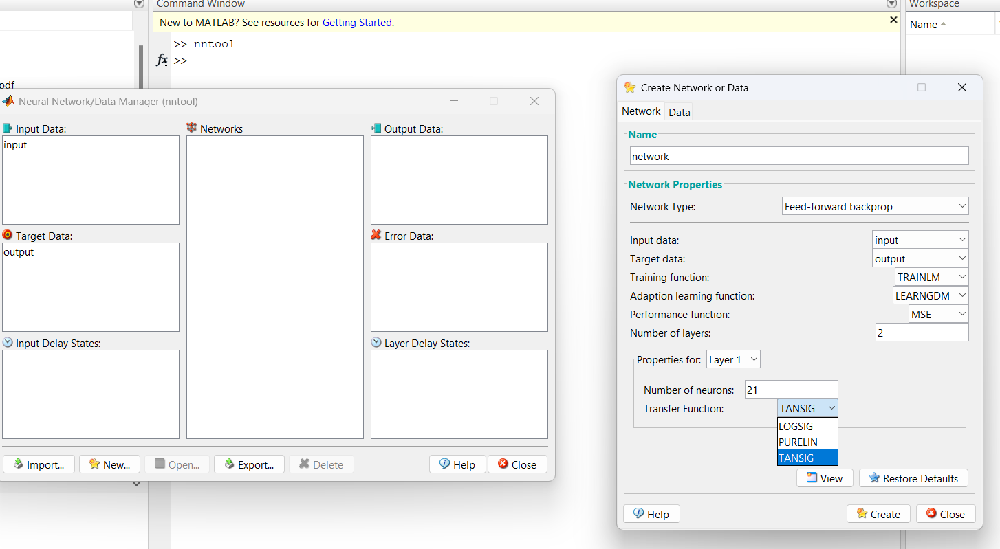 Command Window
Workspace
New to MATLAB? See resources for Getting Started.
Name
>> nntool
fx >>
pdf
Neural Network/Data Manager (nntool)
Input Data:
input
Networks
Output Data:
Target Data:
output
Error Data:
Input Delay States:
Layer Delay States:
Import...
New...
Open...
Export...
Delete
Help
Close
Create Network or Data
Network
Data
Name
network
Network Properties
Network Type:
Feed-forward backprop
Input data:
input
Target data:
output
Training function:
TRAINLM
Adaption learning function:
LEARNGDM
Performance function:
MSE
Number of layers:
2
Properties for:
Layer 1
Number of neurons:
21
Transfer Function:
TANSIG
LOGSIG
PURELIN
TANSIG
View
Restore Defaults
Help
Create
Close